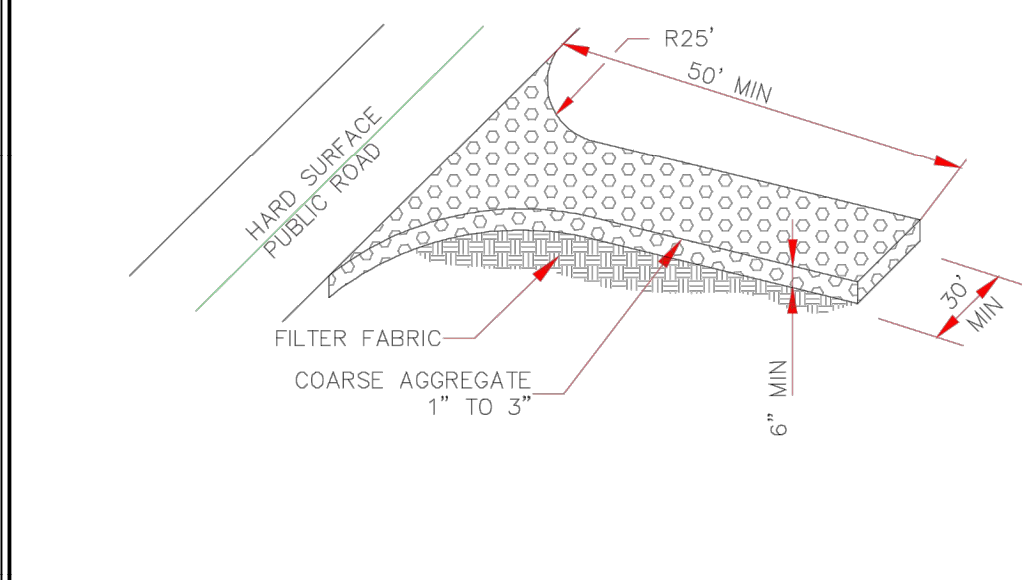 R25'
50' MIN
HARD SURFACE
PUBLIC ROAD
30'
MIN
FILTER FABRIC
COARSE AGGREGATE
1" TO 3"
6" MIN